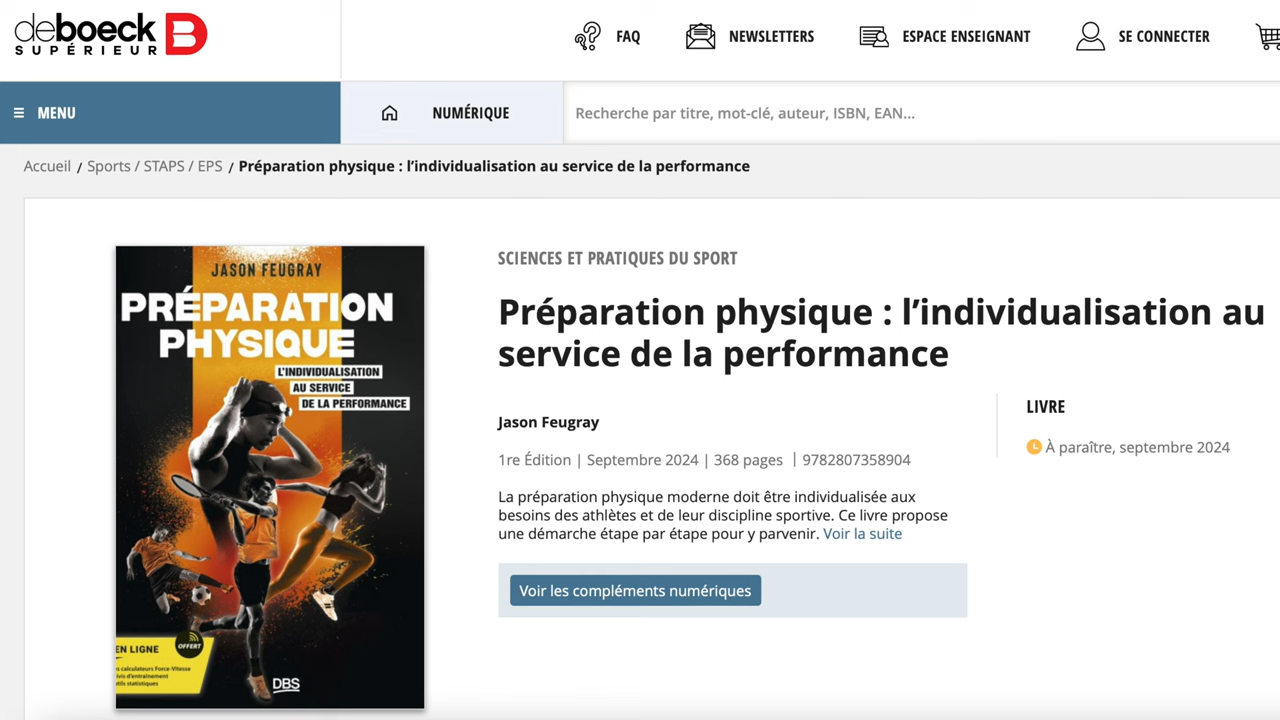 deboeck B
SUPÉRIEUR
FAQ
NEWSLETTERS
ESPACE ENSEIGNANT
SE CONNECTER
MENU
NUMÉRIQUE
Recherche par titre, mot-clé, auteur, ISBN, EAN...
Accueil / Sports / STAPS / EPS / Préparation physique : l’individualisation au service de la performance
JASON FEUGRAY
PRÉPARATION
PHYSIQUE
L'INDIVIDUALISATION
AU SERVICE
DE LA PERFORMANCE
EN LIGNE
OFFERT
calculateurs Force-Vitesse
d'entraînement
statistiques
DBS
SCIENCES ET PRATIQUES DU SPORT
Préparation physique : l’individualisation au
service de la performance
Jason Feugray
1re Édition | Septembre 2024 | 368 pages | 9782807358904
La préparation physique moderne doit être individualisée aux
besoins des athlètes et de leur discipline sportive. Ce livre propose
une démarche étape par étape pour y parvenir. Voir la suite
Voir les compléments numériques
LIVRE
À paraître, septembre 2024